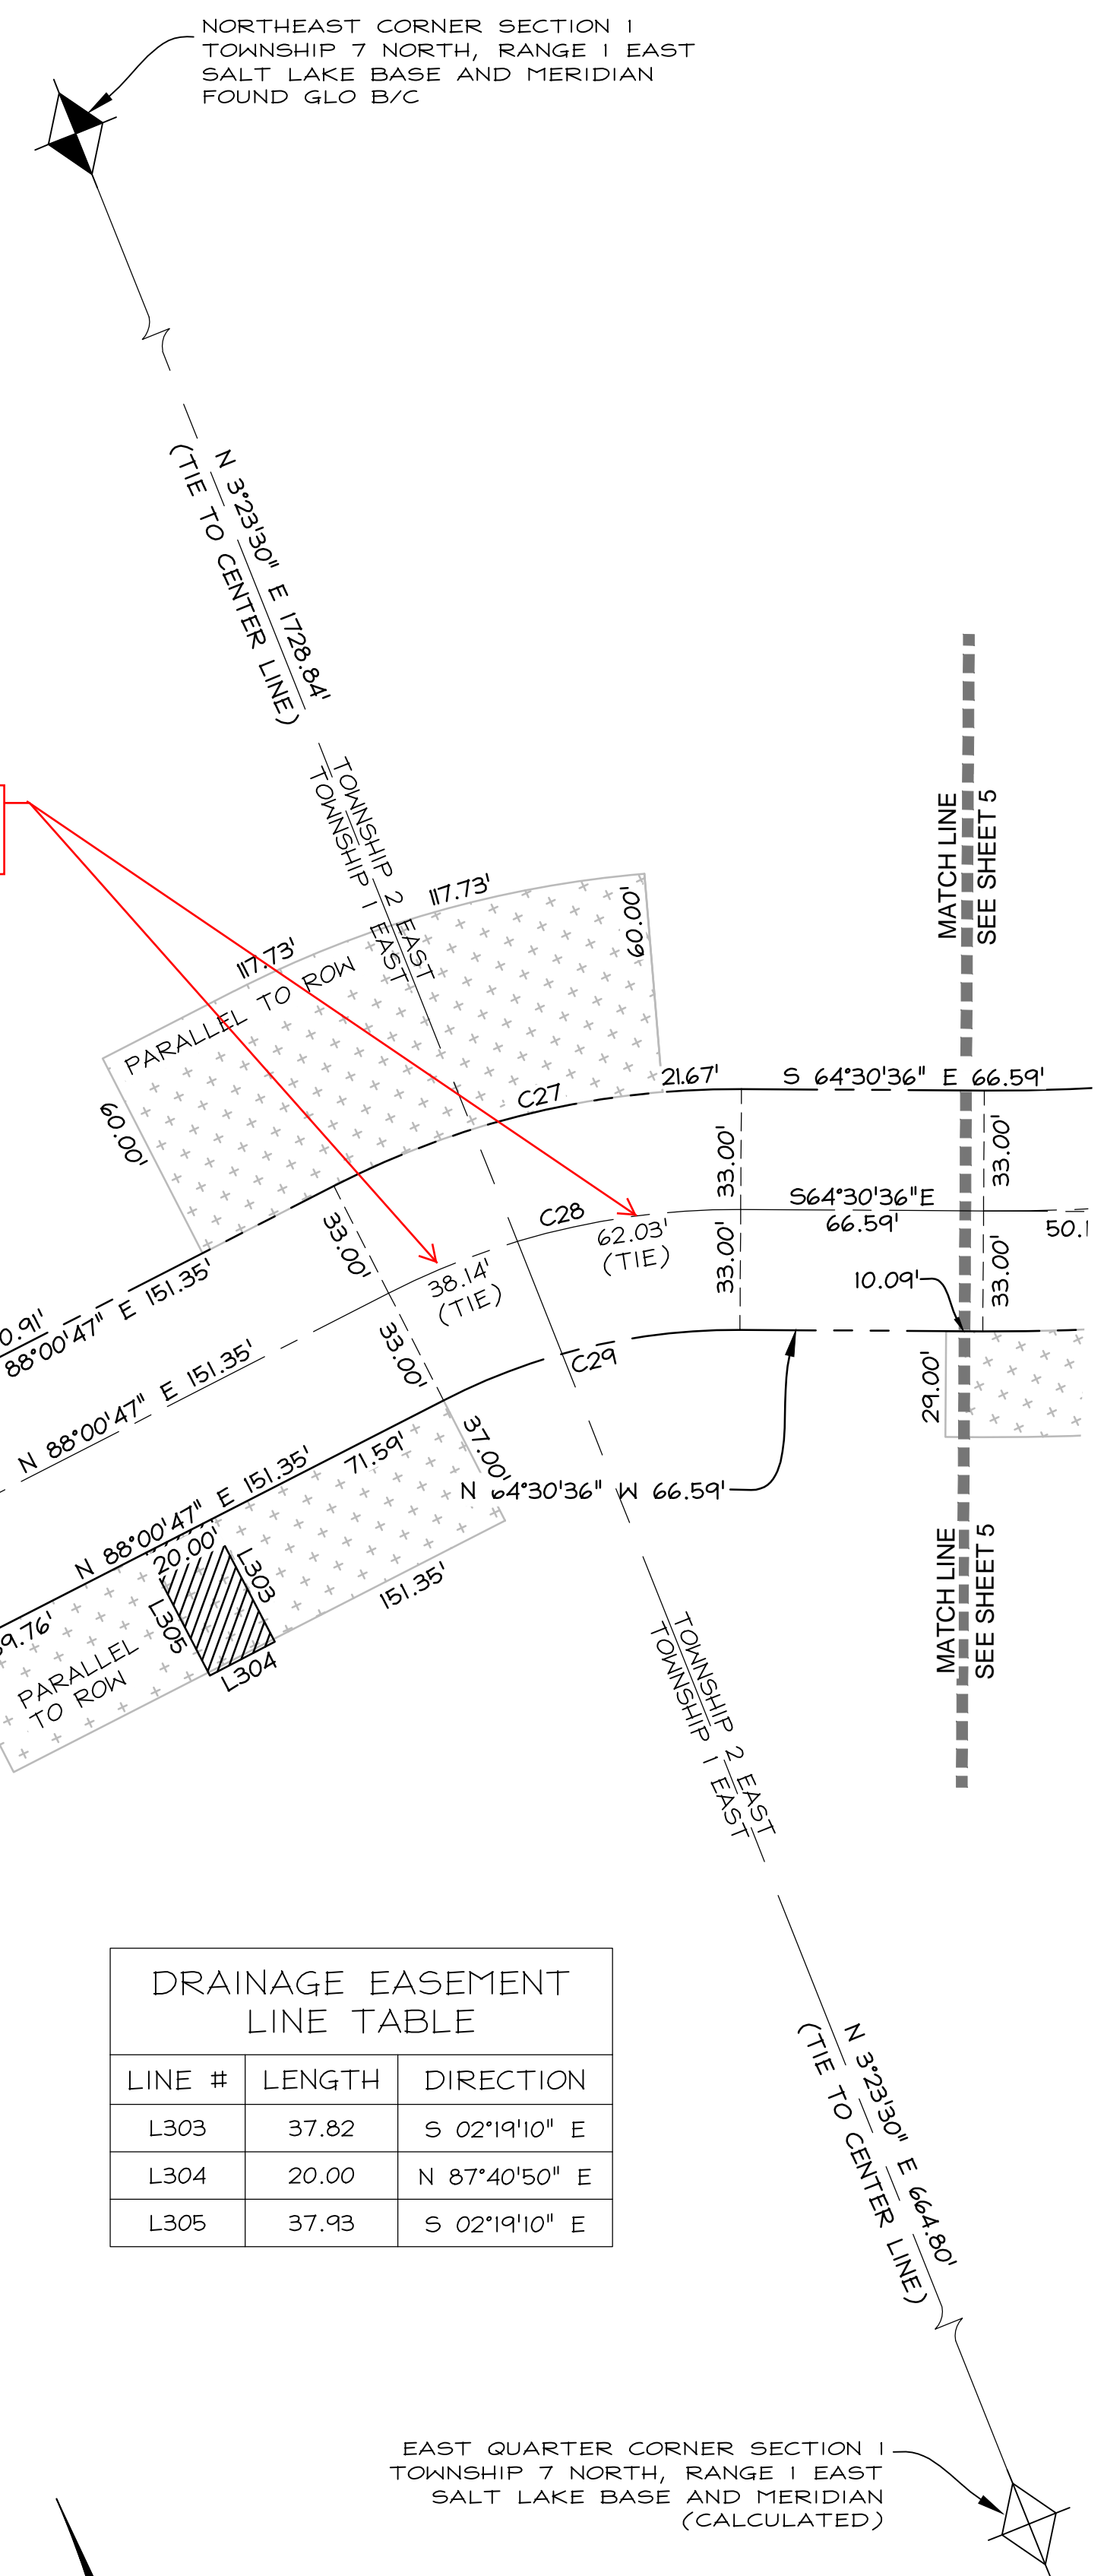 NORTHEAST CORNER SECTION 1
TOWNSHIP 7 NORTH, RANGE 1 EAST
SALT LAKE BASE AND MERIDIAN
FOUND GLO B/C
N 3°23'30" E 1728.84'
(TIE TO CENTER LINE)
TOWNSHIP 2 EAST
TOWNSHIP 1 EAST
MATCH LINE
SEE SHEET 5
117.73'
117.73'
60.00'
PARALLEL TO ROW
60.00'
C27
21.67'
S 64°30'36" E 66.59'
33.00'
33.00'
33.00'
C28
62.03'
(TIE)
S64°30'36"E
66.59'
38.14'
(TIE)
33.00'
33.00'
10.09'
0.91'
88°00'47" E 151.35'
N 88°00'47" E 151.35'
33.00'
C29
29.00'
37.00'
71.59'
N 64°30'36" W 66.59'
N 88°00'47" E 151.35'
20.00'
L303
L305
L304
151.35'
9.76'
PARALLEL
TO ROW
MATCH LINE
SEE SHEET 5
TOWNSHIP 2 EAST
TOWNSHIP 1 EAST
DRAINAGE EASEMENT
LINE TABLE
LINE # LENGTH DIRECTION
L303 37.82 S 02°19'10" E
L304 20.00 N 87°40'50" E
L305 37.93 S 02°19'10" E
N 3°23'30" E 664.80'
(TIE TO CENTER LINE)
EAST QUARTER CORNER SECTION 1
TOWNSHIP 7 NORTH, RANGE 1 EAST
SALT LAKE BASE AND MERIDIAN
(CALCULATED)